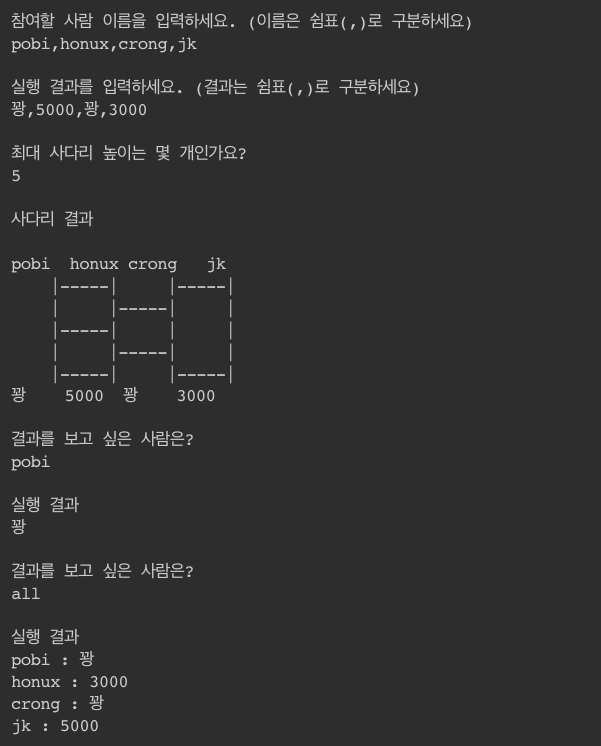 참여할 사람 이름을 입력하세요. (이름은 쉼표(,)로 구분하세요)
pobi,honux,crong,jk
실행 결과를 입력하세요. (결과는 쉼표(,)로 구분하세요)
꽝,5000,꽝,3000
최대 사다리 높이는 몇 개인가요?
5
사다리 결과
pobi  honux crong   jk
    |-----|     |-----|
    |     |-----|     |
    |-----|     |     |
    |     |-----|     |
    |-----|     |-----|
꽝    5000  꽝    3000
결과를 보고 싶은 사람은?
pobi
실행 결과
꽝
결과를 보고 싶은 사람은?
all
실행 결과
pobi : 꽝
honux : 3000
crong : 꽝
jk : 5000